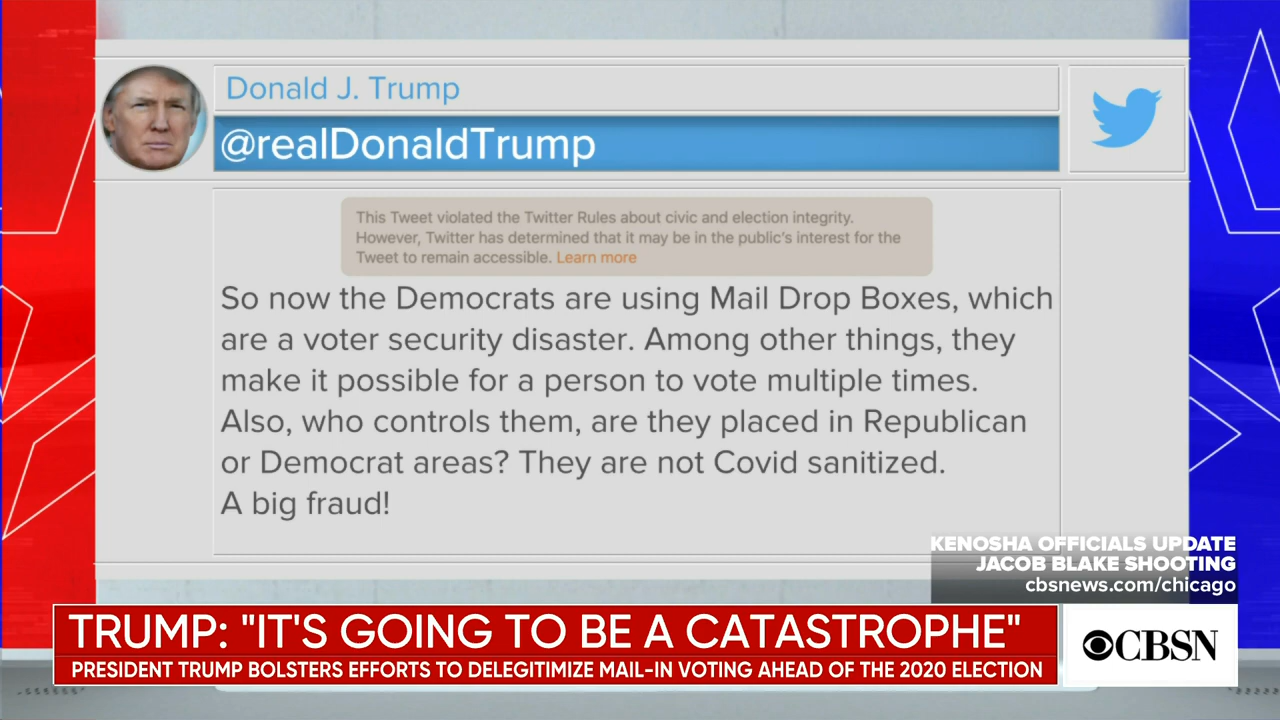 Donald J. Trump
@realDonaldTrump
This Tweet violated the Twitter Rules about civic and election integrity.
However, Twitter has determined that it may be in the public's interest for the
Tweet to remain accessible. Learn more
So now the Democrats are using Mail Drop Boxes, which
are a voter security disaster. Among other things, they
make it possible for a person to vote multiple times.
Also, who controls them, are they placed in Republican
or Democrat areas? They are not Covid sanitized.
A big fraud!
KENOSHA OFFICIALS UPDATE
JACOB BLAKE SHOOTING
cbsnews.com/chicago
TRUMP: "IT'S GOING TO BE A CATASTROPHE"
PRESIDENT TRUMP BOLSTERS EFFORTS TO DELEGITIMIZE MAIL-IN VOTING AHEAD OF THE 2020 ELECTION
CBSN